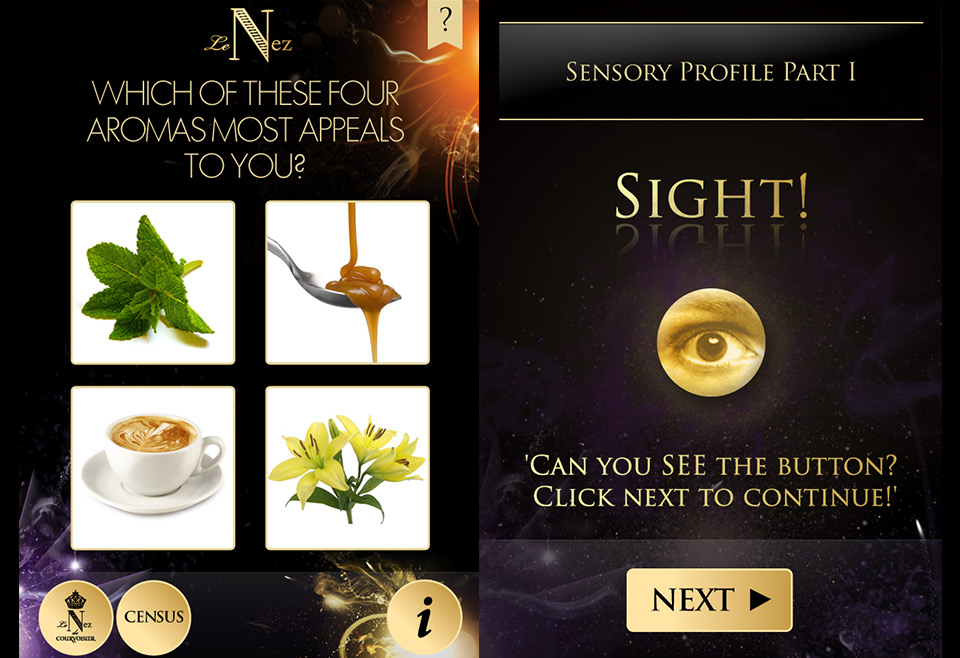 Le Nez
?
WHICH OF THESE FOUR
AROMAS MOST APPEALS
TO YOU?
Le Nez
de
COURVOISIER
CENSUS
i
SENSORY PROFILE PART I
SIGHT!
'CAN YOU SEE THE BUTTON?
CLICK NEXT TO CONTINUE!'
NEXT